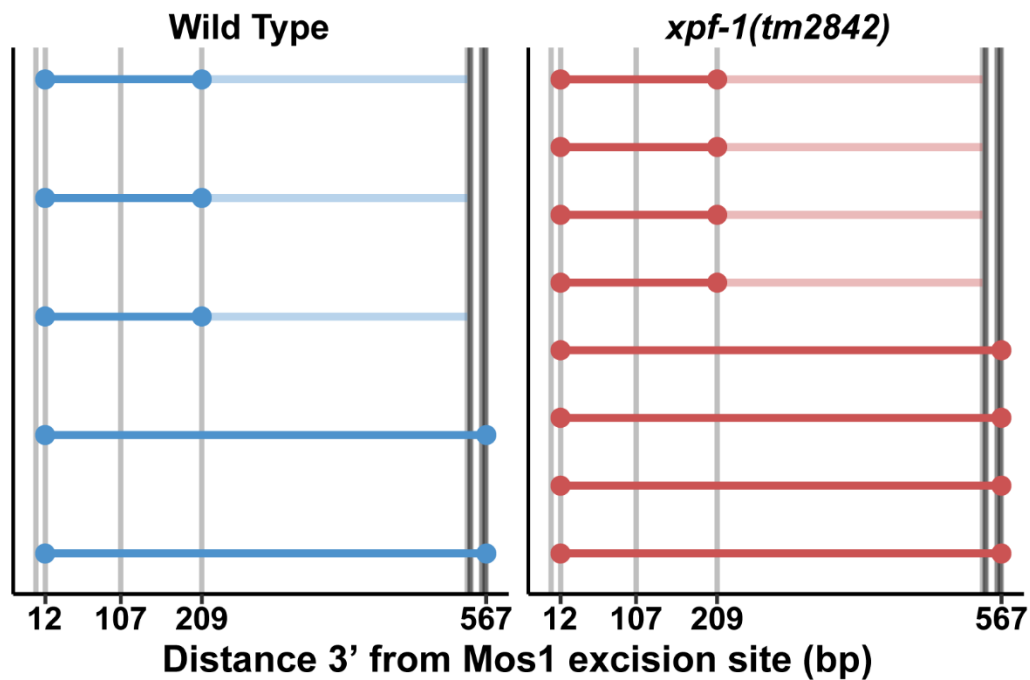 Wild Type
xpf-1(tm2842)
12 107 209 567
12 107 209 567
Distance 3’ from Mos1 excision site (bp)